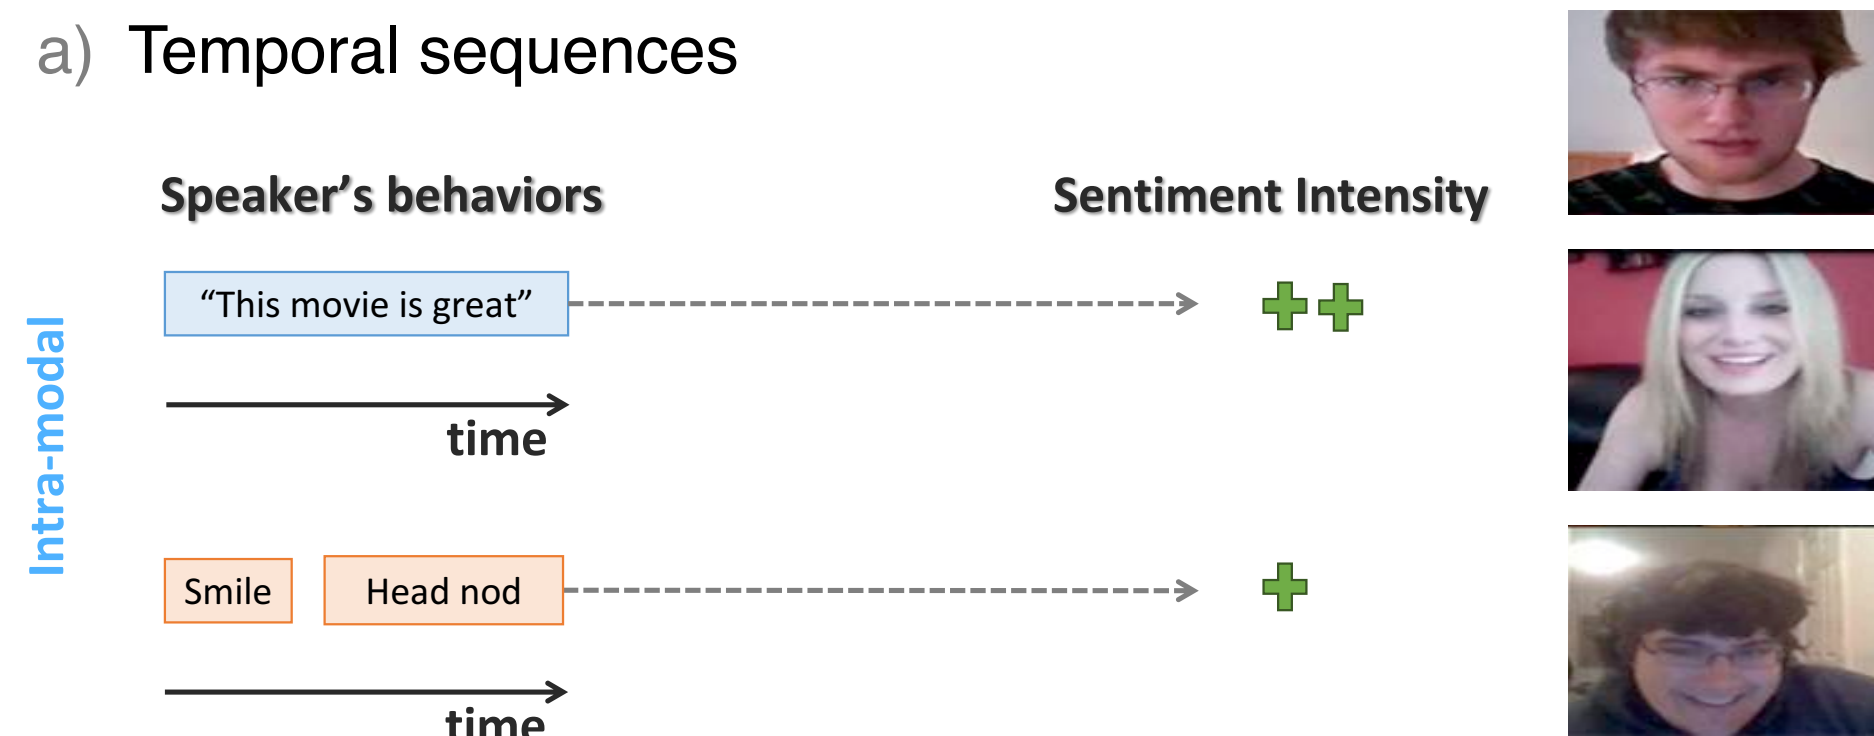 a) Temporal sequences
Speaker’s behaviors
Sentiment Intensity
“This movie is great”
time
Intra-modal
Smile
Head nod
time